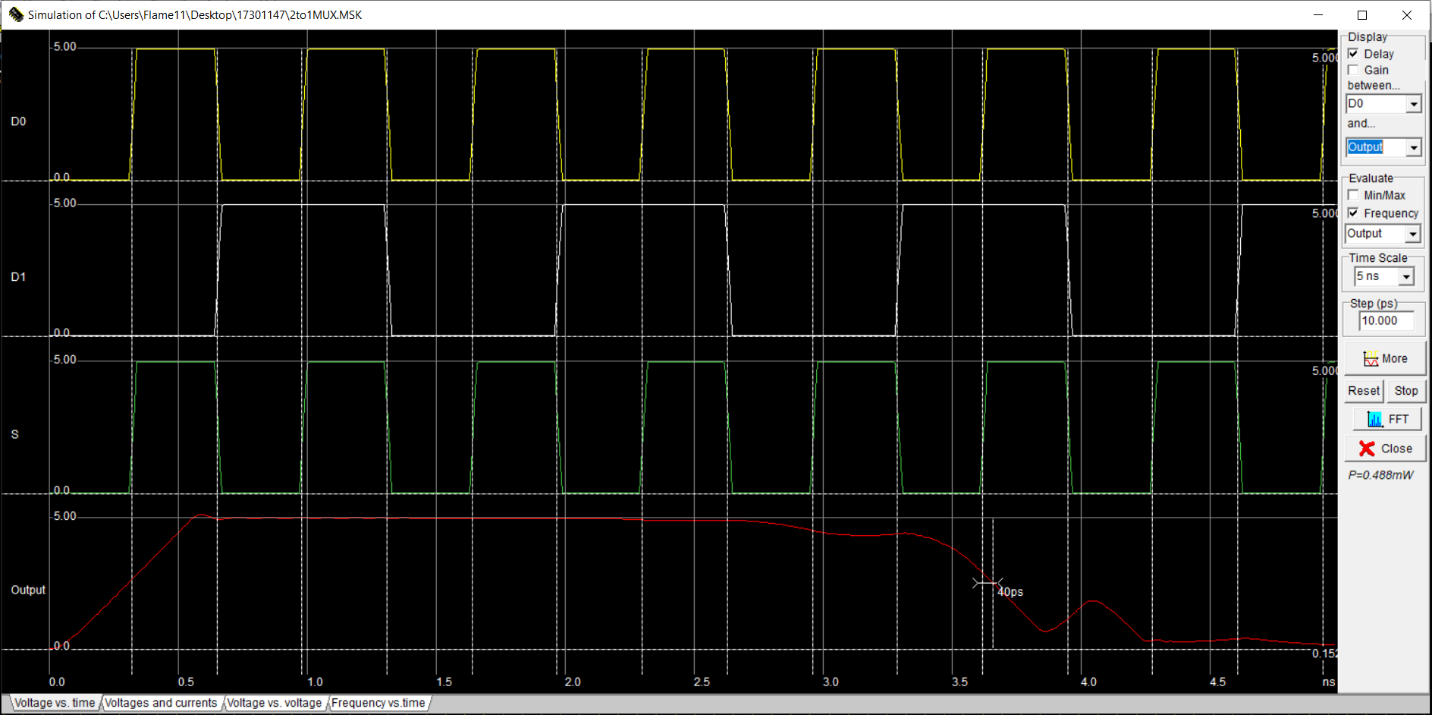 Simulation of C:\Users\Flame11\Desktop\17301147\2to1MUX.MSK
5.00
D0
0.0
5.000
5.00
D1
0.0
5.000
5.00
S
0.0
5.000
5.00
Output
0.0
40ps
0.152
0.0 0.5 1.0 1.5 2.0 2.5 3.0 3.5 4.0 4.5 ns
Voltage vs. time Voltages and currents Voltage vs. voltage Frequency vs.time
Display
Delay
Gain
between...
D0
and...
Output
Evaluate
Min/Max
Frequency
Output
Time Scale
5 ns
Step (ps)
10.000
More
Reset Stop
FFT
Close
P=0.488mW